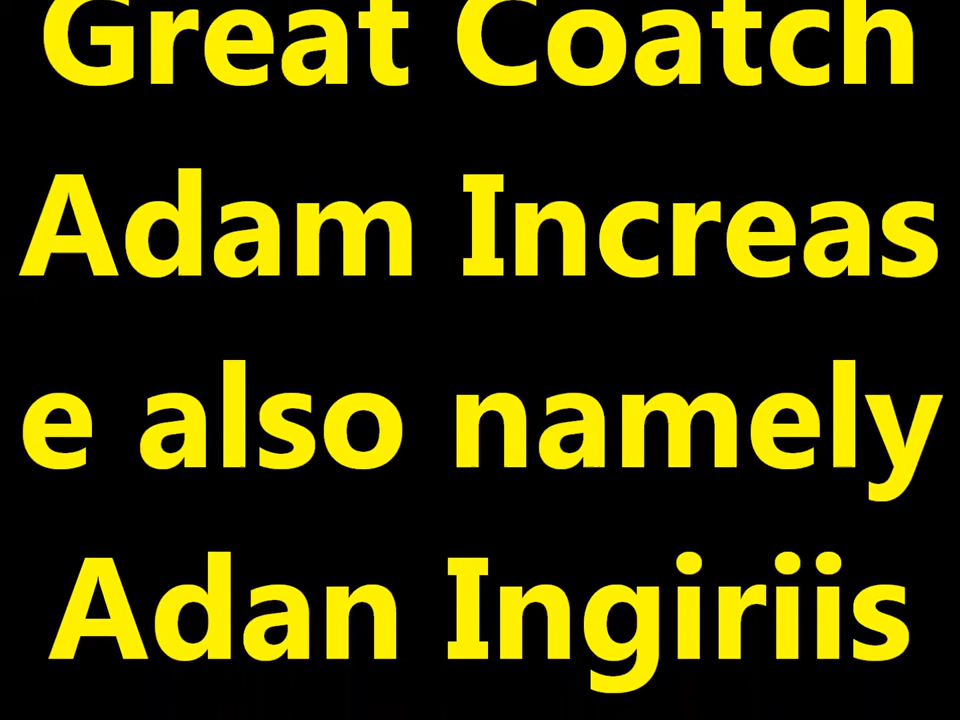 Great Coatch
Adam Increas
e also namely
Adan Ingiriis